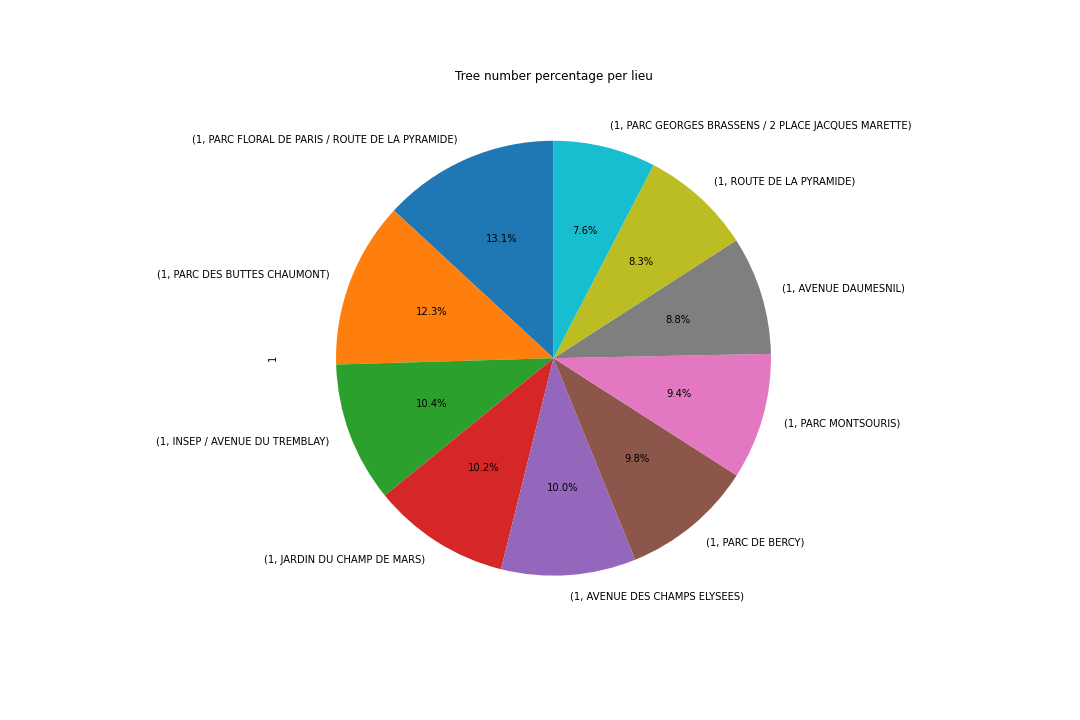 Tree number percentage per lieu
(1, PARC FLORAL DE PARIS / ROUTE DE LA PYRAMIDE)
13.1%
(1, PARC DES BUTTES CHAUMONT)
12.3%
(1, INSEP / AVENUE DU TREMBLAY)
10.4%
(1, JARDIN DU CHAMP DE MARS)
10.2%
(1, AVENUE DES CHAMPS ELYSEES)
10.0%
(1, PARC DE BERCY)
9.8%
(1, PARC MONTSOURIS)
9.4%
(1, AVENUE DAUMESNIL)
8.8%
(1, ROUTE DE LA PYRAMIDE)
8.3%
(1, PARC GEORGES BRASSENS / 2 PLACE JACQUES MARETTE)
7.6%
1